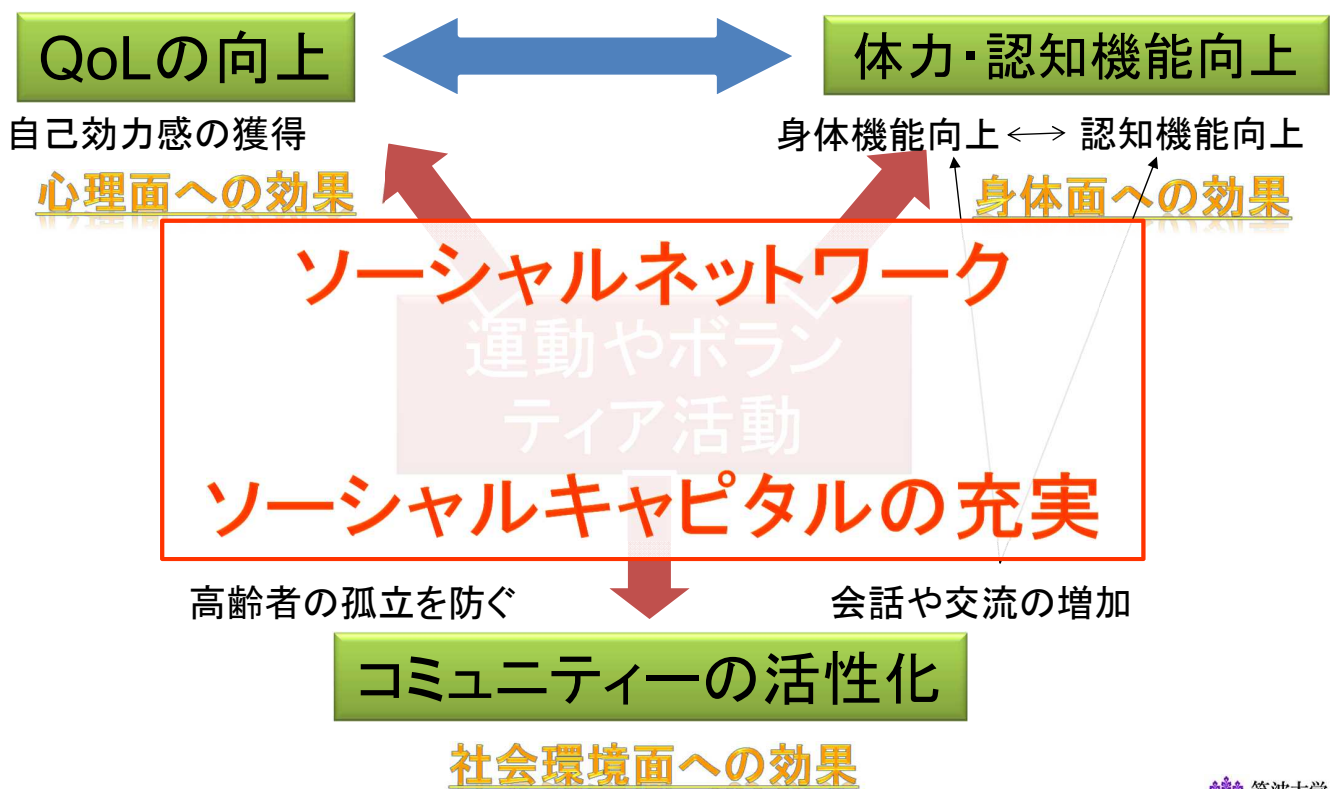 QoLの向上
体力・認知機能向上
自己効力感の獲得
身体機能向上
認知機能向上
心理面への効果
身体面への効果
ソーシャルネットワーク
運動やボラン
ティア活動
ソーシャルキャピタルの充実
高齢者の孤立を防ぐ
会話や交流の増加
コミュニティーの活性化
社会環境面への効果
筑波大学